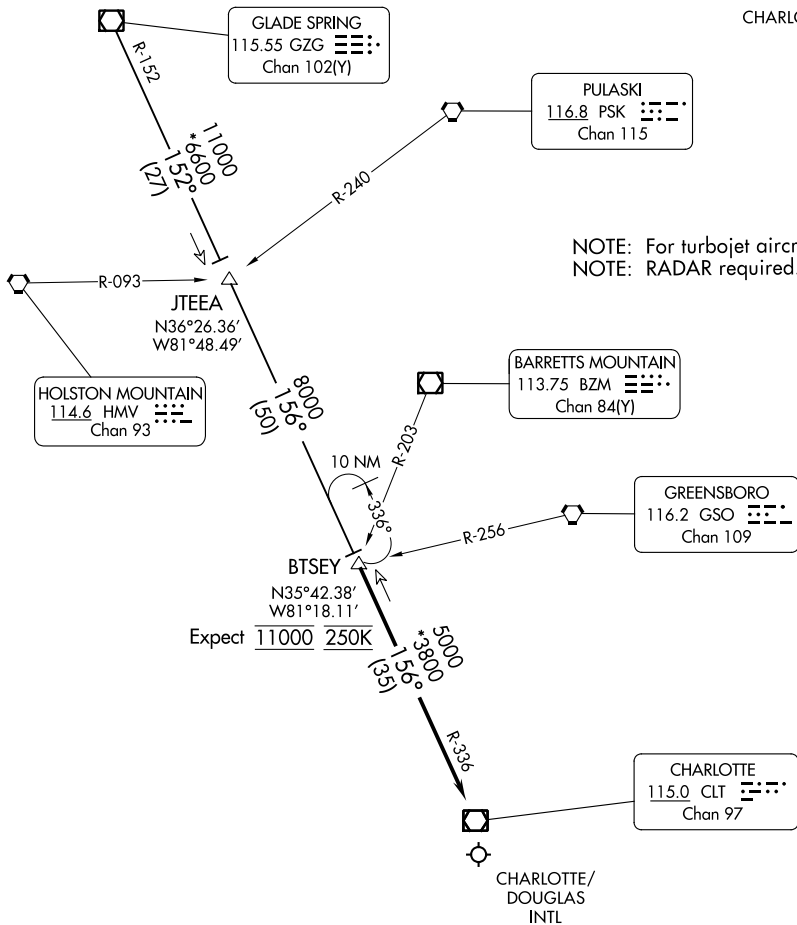 CHARLO
GLADE SPRING
115.55 GZG
Chan 102(Y)
R-152
PULASKI
116.8 PSK
Chan 115
11000
*6600
152°
(27)
R-240
NOTE: For turbojet aircr
NOTE: RADAR required.
R-093
JTEEA
N36°26.36'
W81°48.49'
HOLSTON MOUNTAIN
114.6 HMV
Chan 93
BARRETTS MOUNTAIN
113.75 BZM
Chan 84(Y)
8000
156°
(50)
R-203
10 NM
336°
GREENSBORO
116.2 GSO
Chan 109
R-256
BTSEY
N35°42.38'
W81°18.11'
Expect 11000 250K
5000
*3800
156°
(35)
R-336
CHARLOTTE
115.0 CLT
Chan 97
CHARLOTTE/
DOUGLAS
INTL